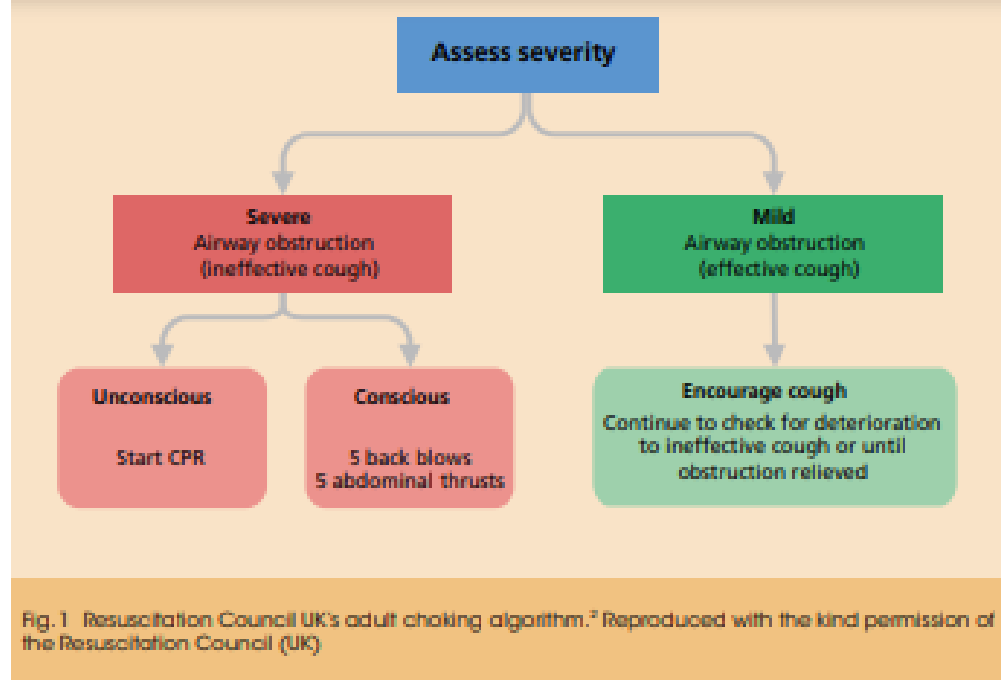 Assess severity
Severe
Airway obstruction
(ineffective cough)
Mild
Airway obstruction
(effective cough)
Unconscious
Start CPR
Conscious
5 back blows
5 abdominal thrusts
Encourage cough
Continue to check for deterioration
to ineffective cough or until
obstruction relieved
Fig. 1 Resuscitation Council UK's adult choking algorithm.² Reproduced with the kind permission of
the Resuscitation Council (UK)